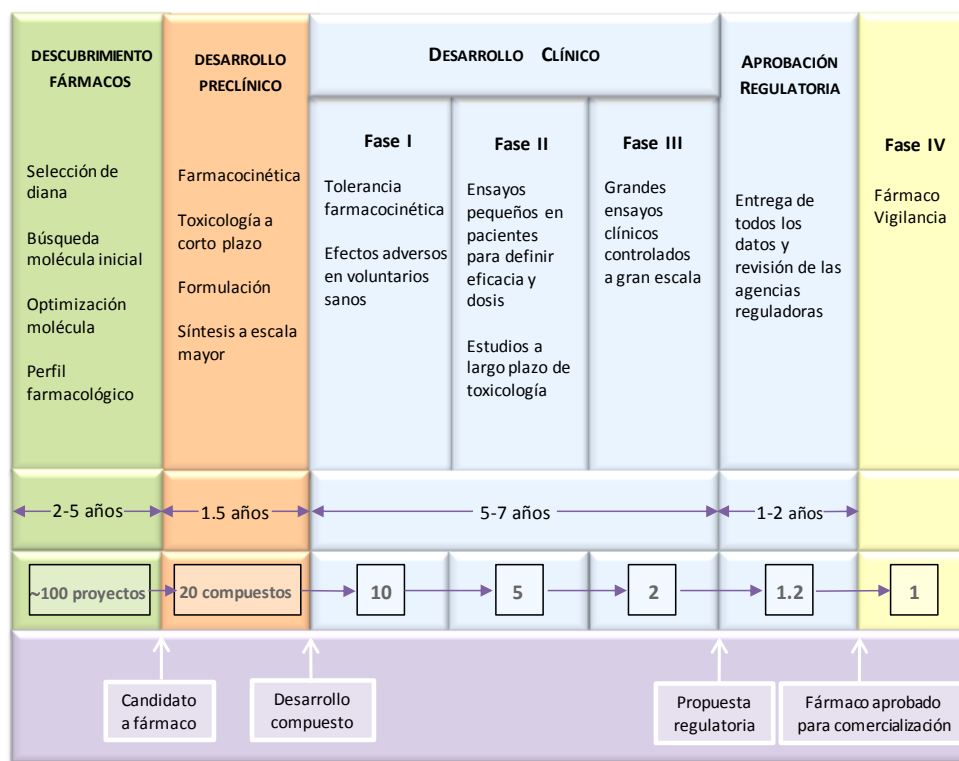 DESCUBRIMIENTO
FÁRMACOS
Selección de
diana
Búsqueda
molécula inicial
Optimización
molécula
Perfil
farmacológico
DESARROLLO
PRECLÍNICO
Farmacocinética
Toxicología a
corto plazo
Formulación
Síntesis a escala
mayor
DESARROLLO CLÍNICO
Fase I
Tolerancia
farmacocinética
Efectos adversos
en voluntarios
sanos
Fase II
Ensayos
pequeños en
pacientes
para definir
eficacia y
dosis
Estudios a
largo plazo de
toxicología
Fase III
Grandes
ensayos
clínicos
controlados
a gran escala
APROBACIÓN
REGULATORIA
Entrega de
todos los
datos y
revisión de las
agencias
reguladoras
Fase IV
Fármaco
Vigilancia
2-5 años
1.5 años
5-7 años
1-2 años
~100 proyectos
20 compuestos
10
5
2
1.2
1
Candidato
a fármaco
Desarrollo
compuesto
Propuesta
regulatoria
Fármaco aprobado
para comercialización